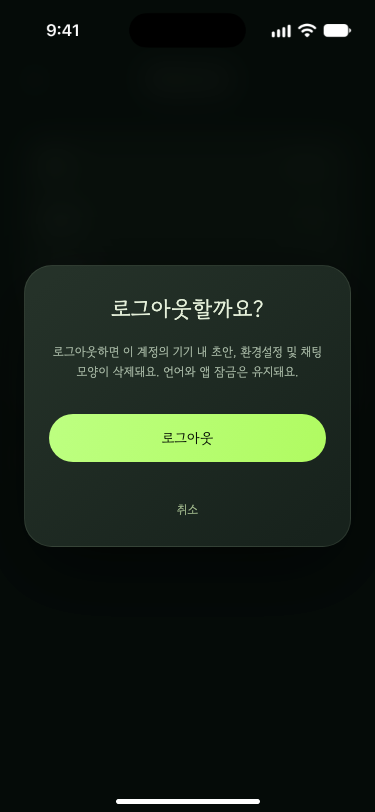 9:41
로그아웃할까요?
로그아웃하면 이 계정의 기기 내 초안, 환경설정 및 채팅
모양이 삭제돼요. 언어와 앱 잠금은 유지돼요.
로그아웃
취소